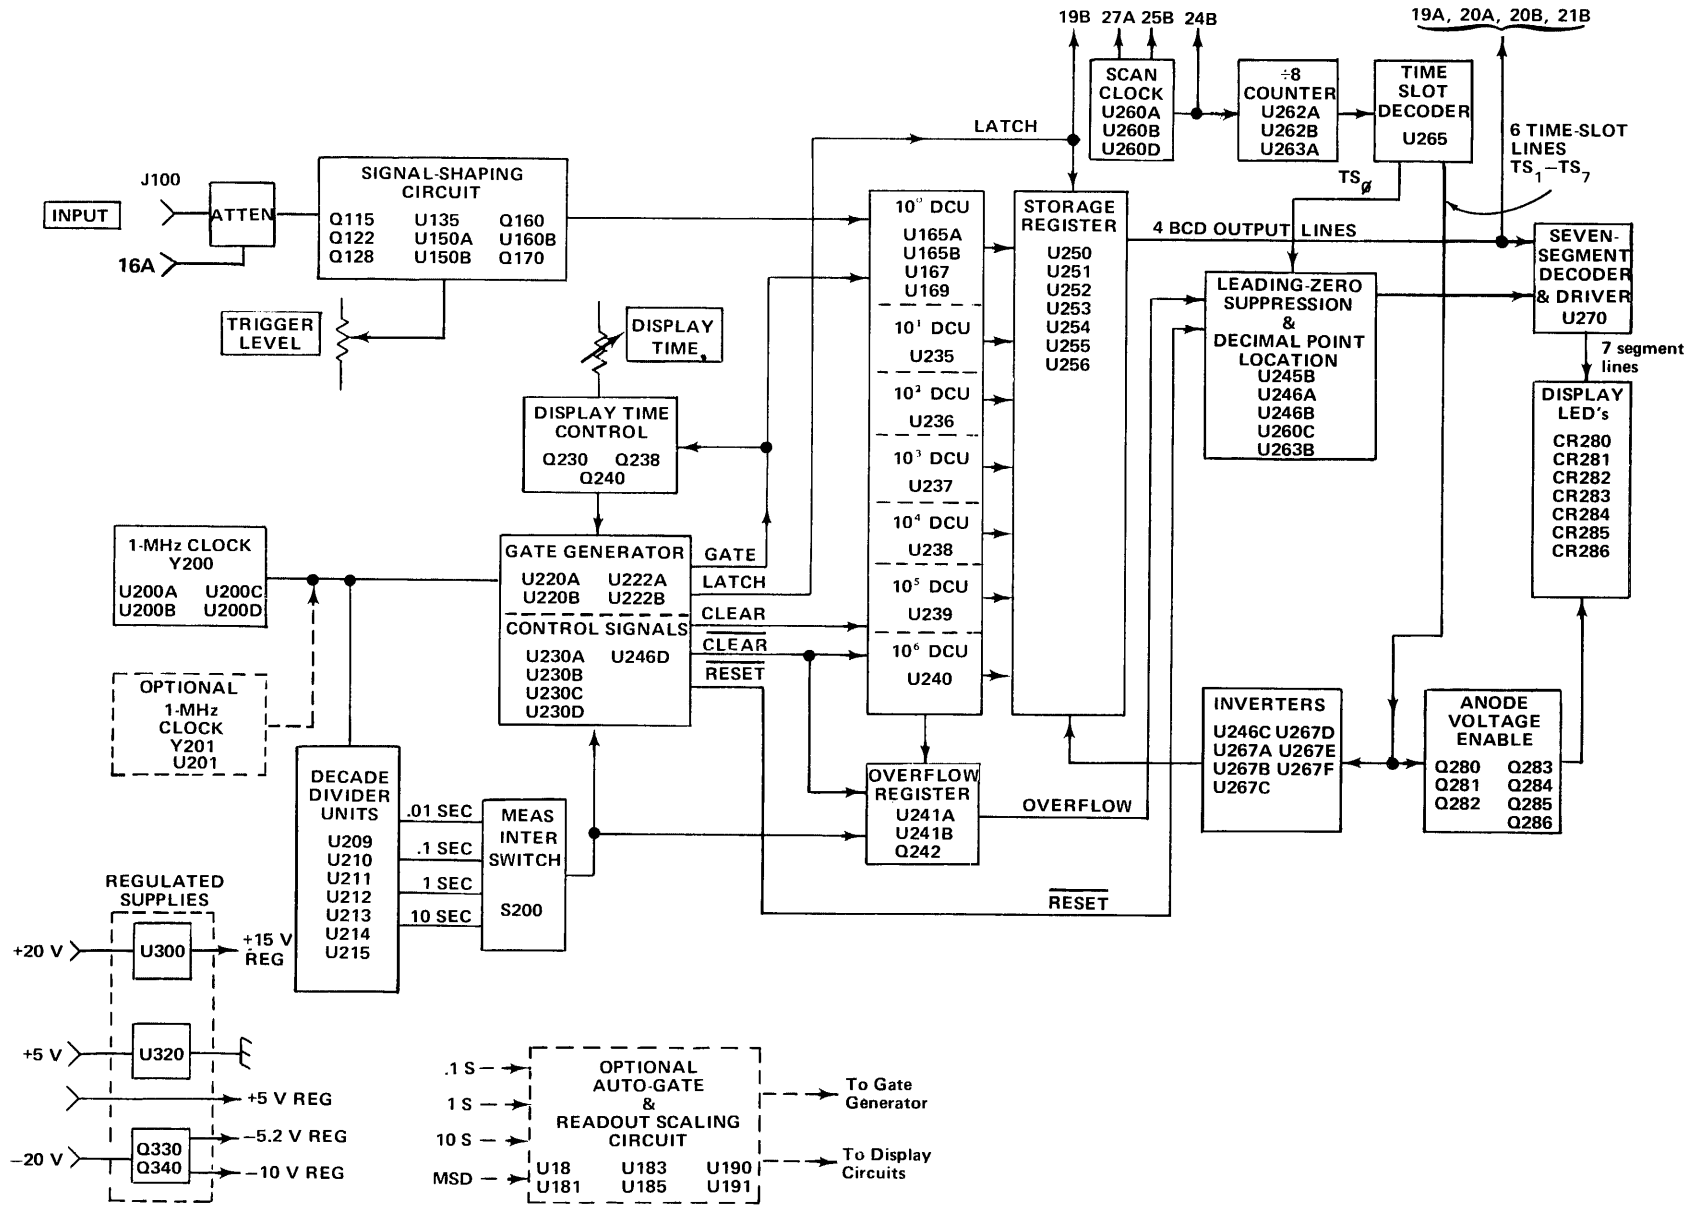 19B 27A 25B 24B
19A, 20A, 20B, 21B
SCAN
CLOCK
U260A
U260B
U260D
÷8
COUNTER
U262A
U262B
U263A
TIME
SLOT
DECODER
U265
6 TIME-SLOT
LINES
TS1–TS7
LATCH
TS0
J100
INPUT
ATTEN
16A
SIGNAL-SHAPING
CIRCUIT
Q115 U135 Q160
Q122 U150A U160B
Q128 U150B Q170
TRIGGER
LEVEL
DISPLAY
TIME
DISPLAY TIME
CONTROL
Q230 Q238
Q240
10⁰ DCU
U165A
U165B
U167
U169
10¹ DCU
U235
10² DCU
U236
10³ DCU
U237
10⁴ DCU
U238
10⁵ DCU
U239
10⁶ DCU
U240
STORAGE
REGISTER
U250
U251
U252
U253
U254
U255
U256
4 BCD OUTPUT LINES
LEADING-ZERO
SUPPRESSION
&
DECIMAL POINT
LOCATION
U245B
U246A
U246B
U260C
U263B
SEVEN-
SEGMENT
DECODER
& DRIVER
U270
7 segment
lines
DISPLAY
LED's
CR280
CR281
CR282
CR283
CR284
CR285
CR286
1-MHz CLOCK
Y200
U200A U200C
U200B U200D
OPTIONAL
1-MHz
CLOCK
Y201
U201
GATE GENERATOR
U220A U222A
U220B U222B
CONTROL SIGNALS
U230A U246D
U230B
U230C
U230D
GATE
LATCH
CLEAR
CLEAR
RESET
DECADE
DIVIDER
UNITS
U209
U210
U211
U212
U213
U214
U215
.01 SEC
.1 SEC
1 SEC
10 SEC
MEAS
INTER
SWITCH
S200
OVERFLOW
REGISTER
U241A
U241B
Q242
OVERFLOW
RESET
INVERTERS
U246C U267D
U267A U267E
U267B U267F
U267C
ANODE
VOLTAGE
ENABLE
Q280 Q283
Q281 Q284
Q282 Q285
Q286
REGULATED
SUPPLIES
+20 V
U300
+15 V
REG
+5 V
U320
+5 V REG
–20 V
Q330
Q340
–5.2 V REG
–10 V REG
.1 S
1 S
10 S
MSD
OPTIONAL
AUTO-GATE
&
READOUT SCALING
CIRCUIT
U18 U183 U190
U181 U185 U191
To Gate
Generator
To Display
Circuits